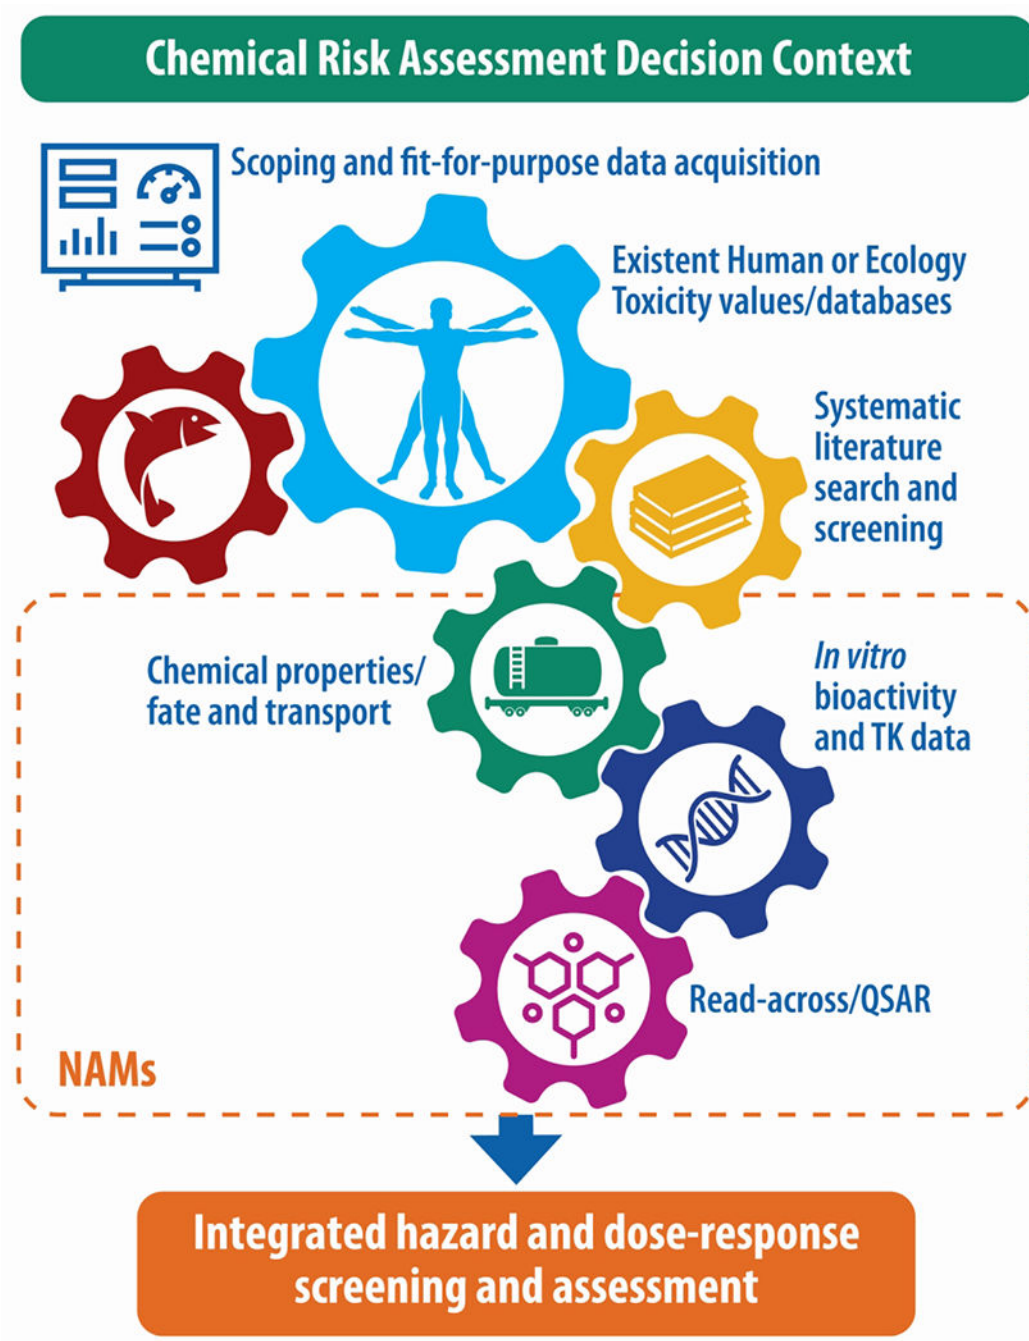 Chemical Risk Assessment Decision Context
Scoping and fit-for-purpose data acquisition
Existent Human or Ecology
Toxicity values/databases
Systematic
literature
search and
screening
Chemical properties/
fate and transport
In vitro
bioactivity
and TK data
Read-across/QSAR
NAMs
Integrated hazard and dose-response
screening and assessment